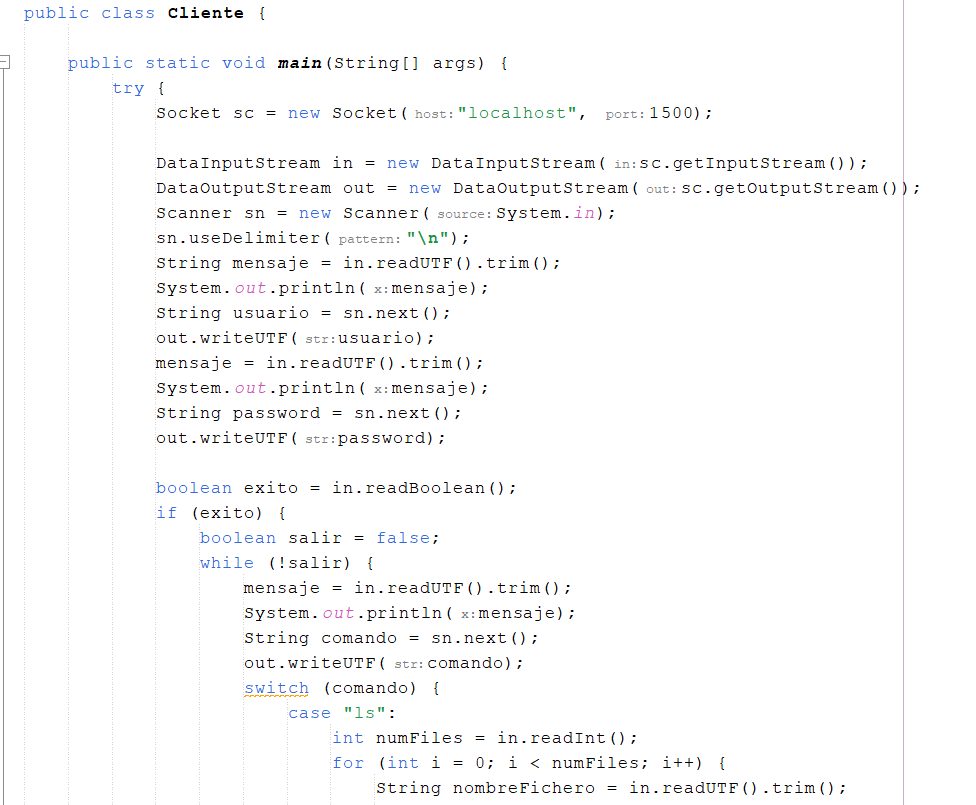 public class Cliente {
public static void main(String[] args) {
try {
Socket sc = new Socket( host: "localhost", port: 1500);
DataInputStream in = new DataInputStream( in: sc.getInputStream());
DataOutputStream out = new DataOutputStream( out: sc.getOutputStream());
Scanner sn = new Scanner( source: System.in);
sn.useDelimiter( pattern: "\n");
String mensaje = in.readUTF().trim();
System.out.println( x: mensaje);
String usuario = sn.next();
out.writeUTF( str: usuario);
mensaje = in.readUTF().trim();
System.out.println( x: mensaje);
String password = sn.next();
out.writeUTF( str: password);
boolean exito = in.readBoolean();
if (exito) {
boolean salir = false;
while (!salir) {
mensaje = in.readUTF().trim();
System.out.println( x: mensaje);
String comando = sn.next();
out.writeUTF( str: comando);
switch (comando) {
case "ls":
int numFiles = in.readInt();
for (int i = 0; i < numFiles; i++) {
String nombreFichero = in.readUTF().trim();